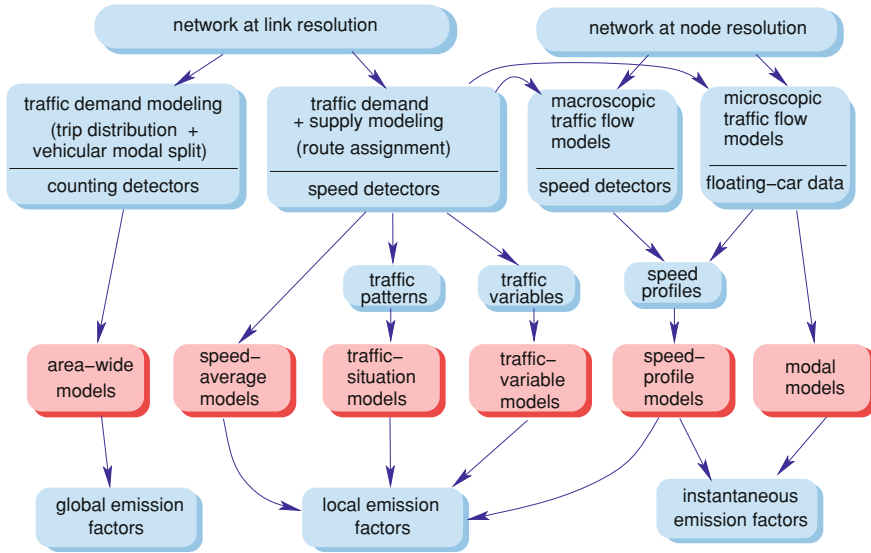 network at link resolution
network at node resolution
traffic demand modeling
(trip distribution +
vehicular modal split)
counting detectors
traffic demand
+ supply modeling
(route assignment)
speed detectors
macroscopic
traffic flow
models
speed detectors
microscopic
traffic flow
models
floating-car data
traffic
patterns
traffic
variables
speed
profiles
area-wide
models
speed-
average models
traffic-
situation models
traffic-
variable models
speed-
profile models
modal
models
global emission
factors
local emission
factors
instantaneous
emission factors